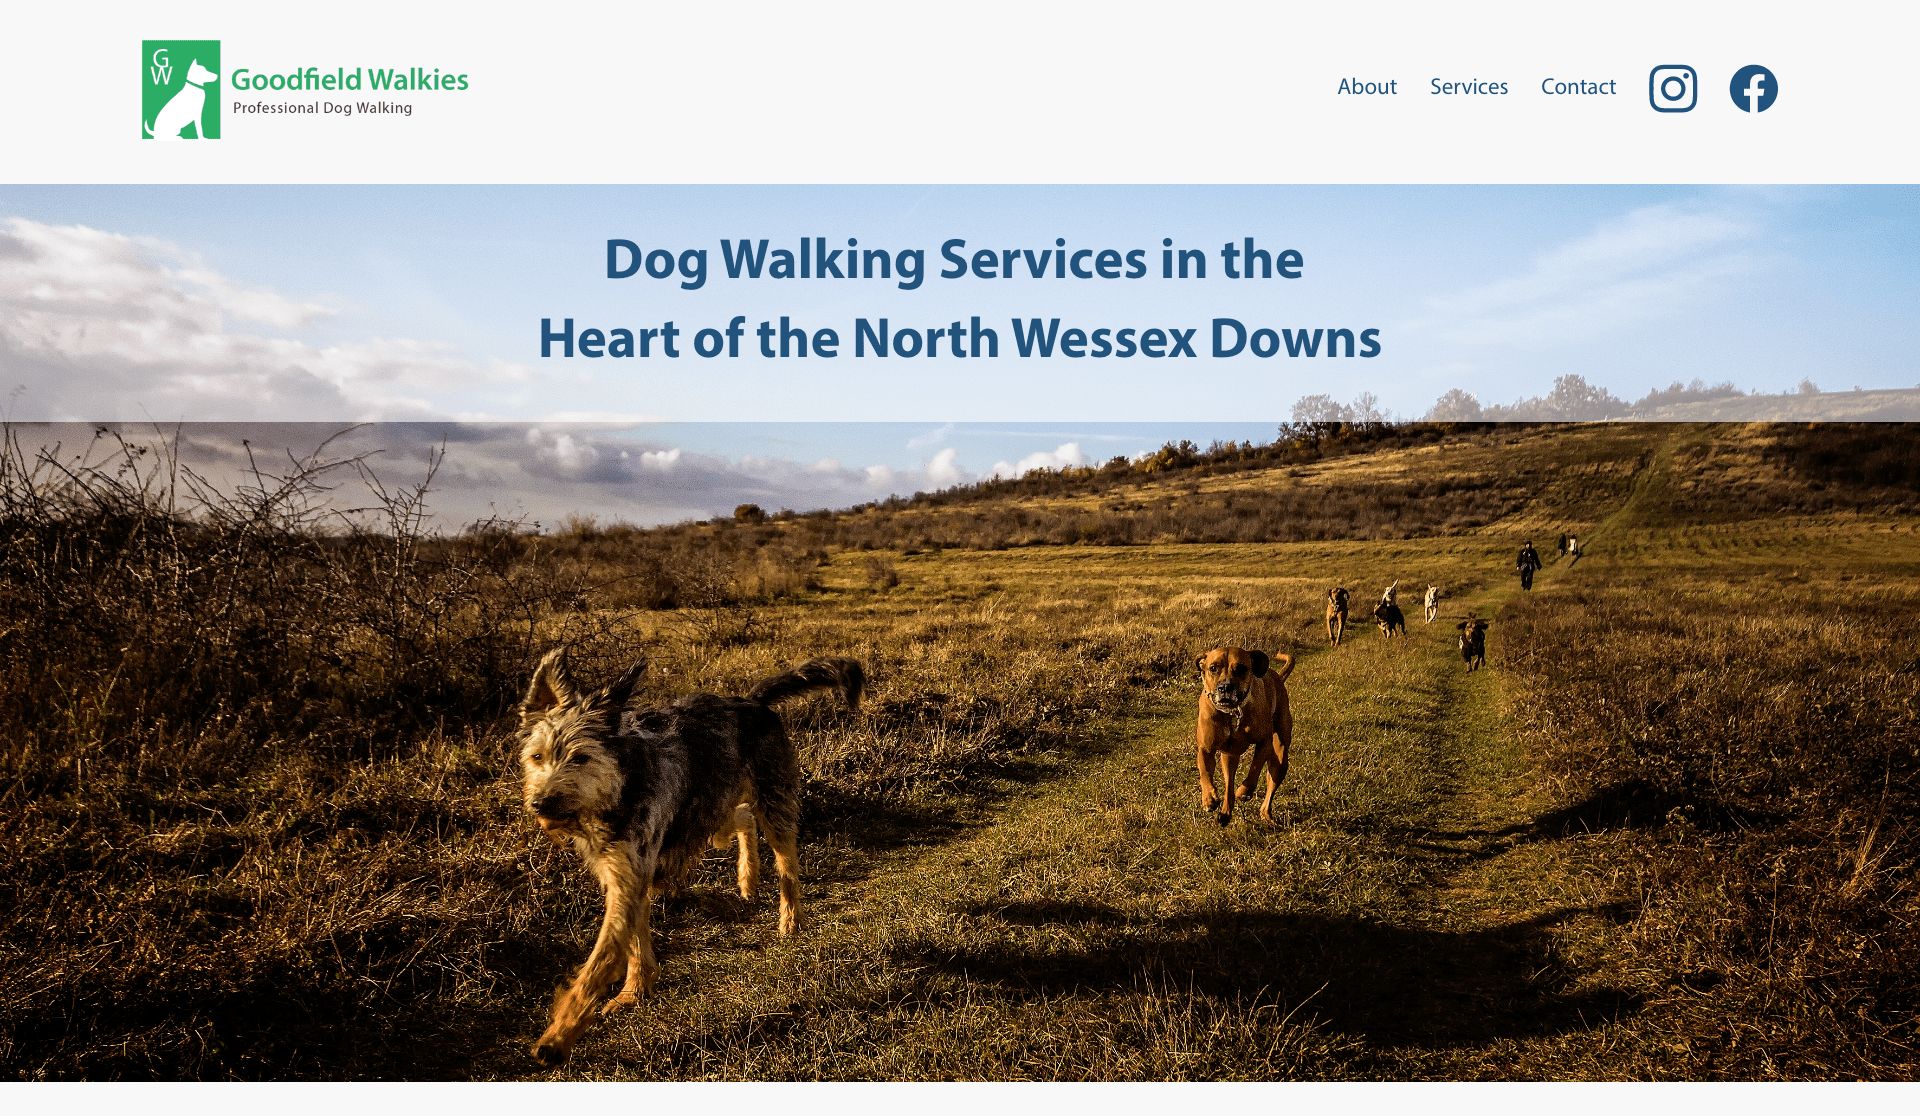 GW
Goodfield Walkies
Professional Dog Walking
About Services Contact
Dog Walking Services in the
Heart of the North Wessex Downs